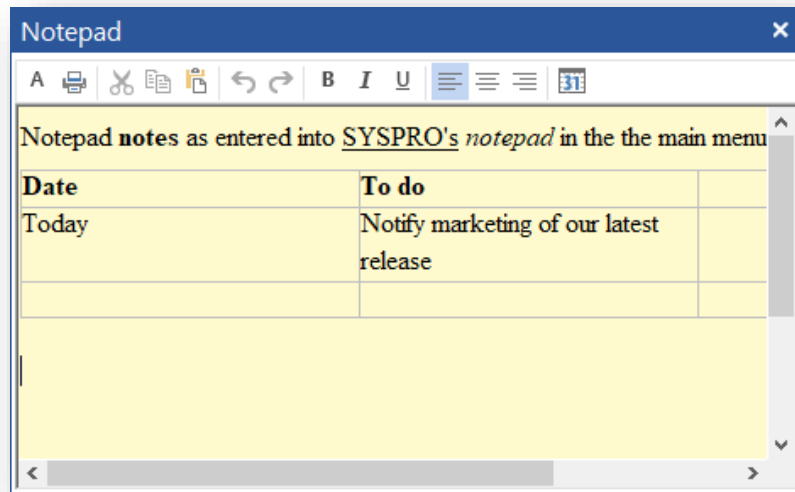 Notepad
A B I U 31
Notepad notes as entered into SYSPRO's notepad in the the main menu
Date To do
Today Notify marketing of our latest
release